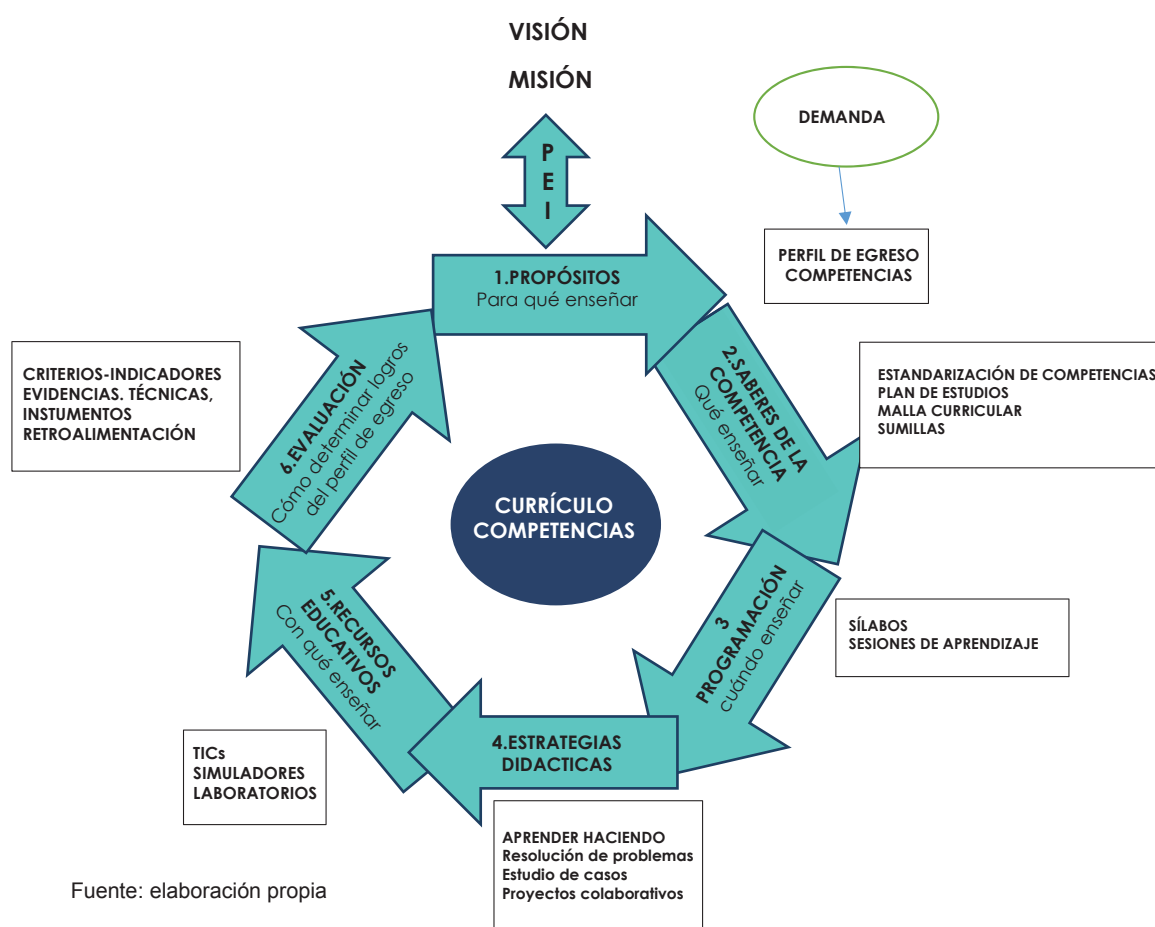 VISIÓN
MISIÓN
P
E
I
DEMANDA
PERFIL DE EGRESO
COMPETENCIAS
1.PROPÓSITOS
Para qué enseñar
2.SABERES DE LA
COMPETENCIA
Qué enseñar
ESTANDARIZACIÓN DE COMPETENCIAS
PLAN DE ESTUDIOS
MALLA CURRICULAR
SUMILLAS
3
PROGRAMACIÓN
cuándo enseñar
SÍLABOS
SESIONES DE APRENDIZAJE
4.ESTRATEGIAS
DIDACTICAS
APRENDER HACIENDO
Resolución de problemas
Estudio de casos
Proyectos colaborativos
5.RECURSOS
EDUCATIVOS
Con qué enseñar
TICs
SIMULADORES
LABORATORIOS
6.EVALUACIÓN
Cómo determinar logros
del perfil de egreso
CRITERIOS-INDICADORES
EVIDENCIAS. TÉCNICAS,
INSTUMENTOS
RETROALIMENTACIÓN
CURRÍCULO
COMPETENCIAS
Fuente: elaboración propia